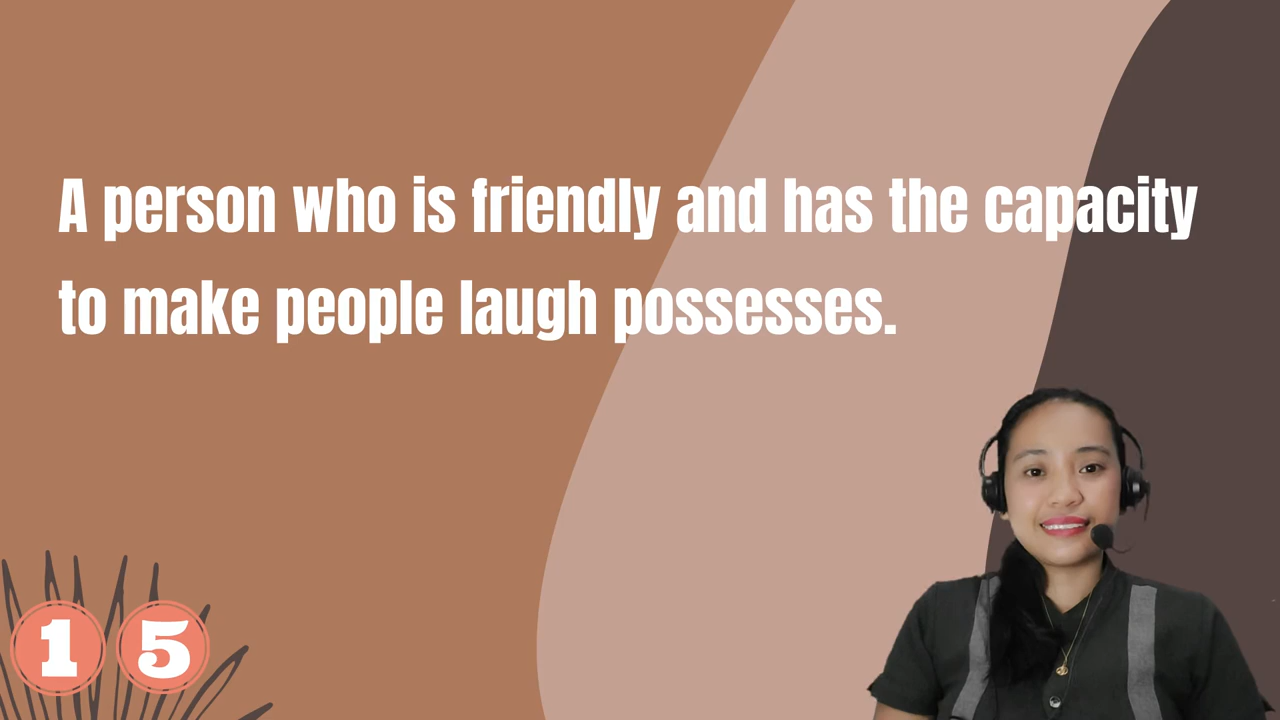 A person who is friendly and has the capacity
to make people laugh possesses.
1 5